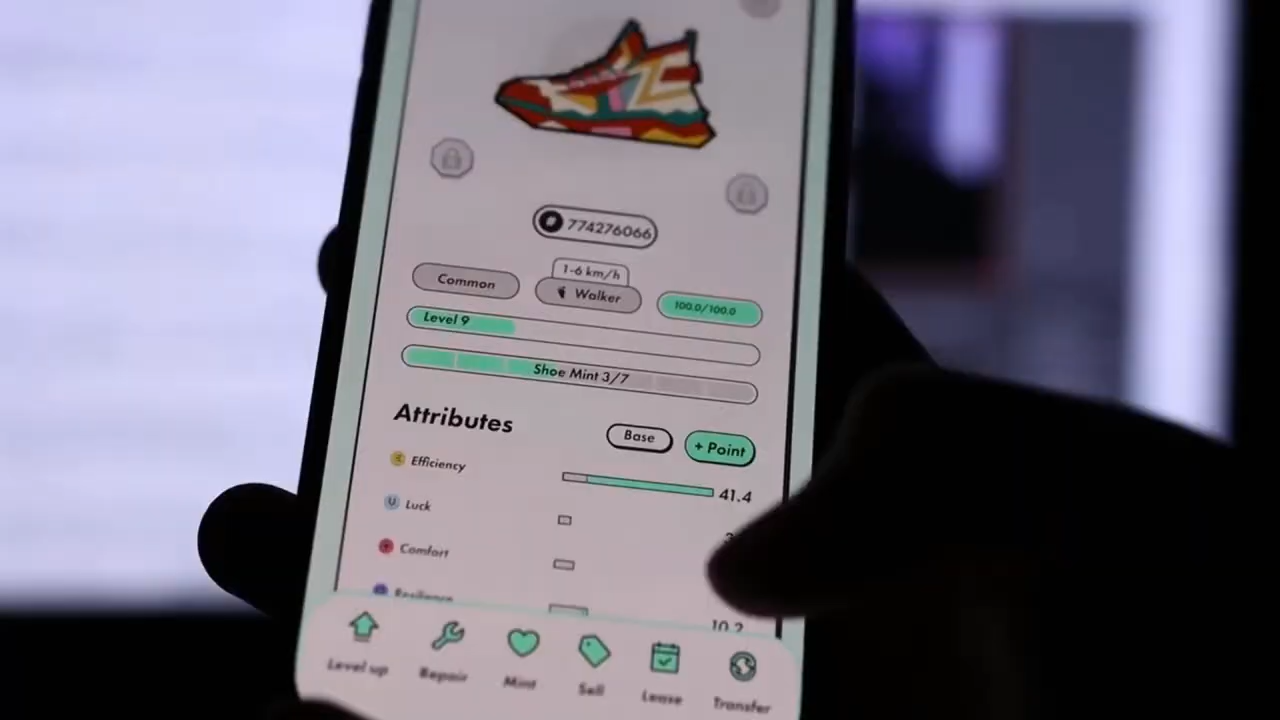 774276066
1-6 km/h
Common
Walker
100.0/100.0
Level 9
Shoe Mint 3/7
Attributes
Base
+ Point
Efficiency
41.4
Luck
Comfort
Resilience
10.2
Level up
Repair
Mint
Sell
Lease
Transfer